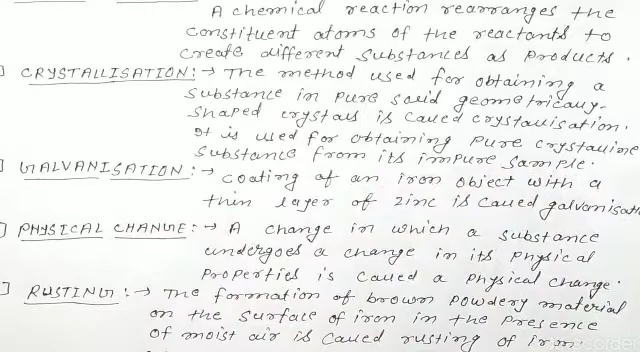 A chemical reaction rearranges the
constituent atoms of the reactants to
create different substances as products.
] CRYSTALLISATION:→ The method used for obtaining a
substance in pure solid geometrically-
shaped crystals is called crystallisation.
It is used for obtaining pure crystalline
substance from its impure sample.
] GALVANISATION:→ Coating of an iron object with a
thin layer of zinc is called galvanisati
] PHYSICAL CHANGE:→ A change in which a substance
undergoes a change in its physical
properties is called a physical change.
] RUSTING:→ The formation of brown powdery material
on the surface of iron in the presence
of moist air is called rusting of iron